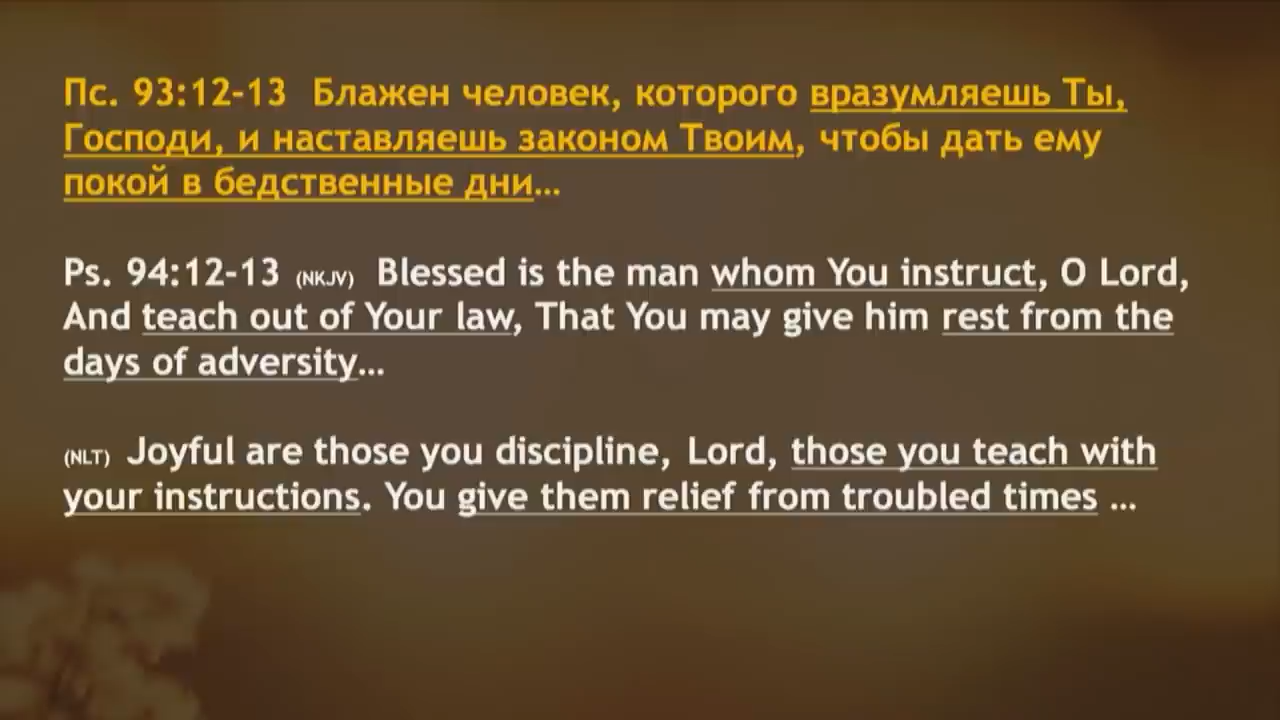 Пс. 93:12-13 Блажен человек, которого вразумляешь Ты,
Господи, и наставляешь законом Твоим, чтобы дать ему
покой в бедственные дни…
Ps. 94:12-13 (NKJV) Blessed is the man whom You instruct, O Lord,
And teach out of Your law, That You may give him rest from the
days of adversity…
(NLT) Joyful are those you discipline, Lord, those you teach with
your instructions. You give them relief from troubled times …